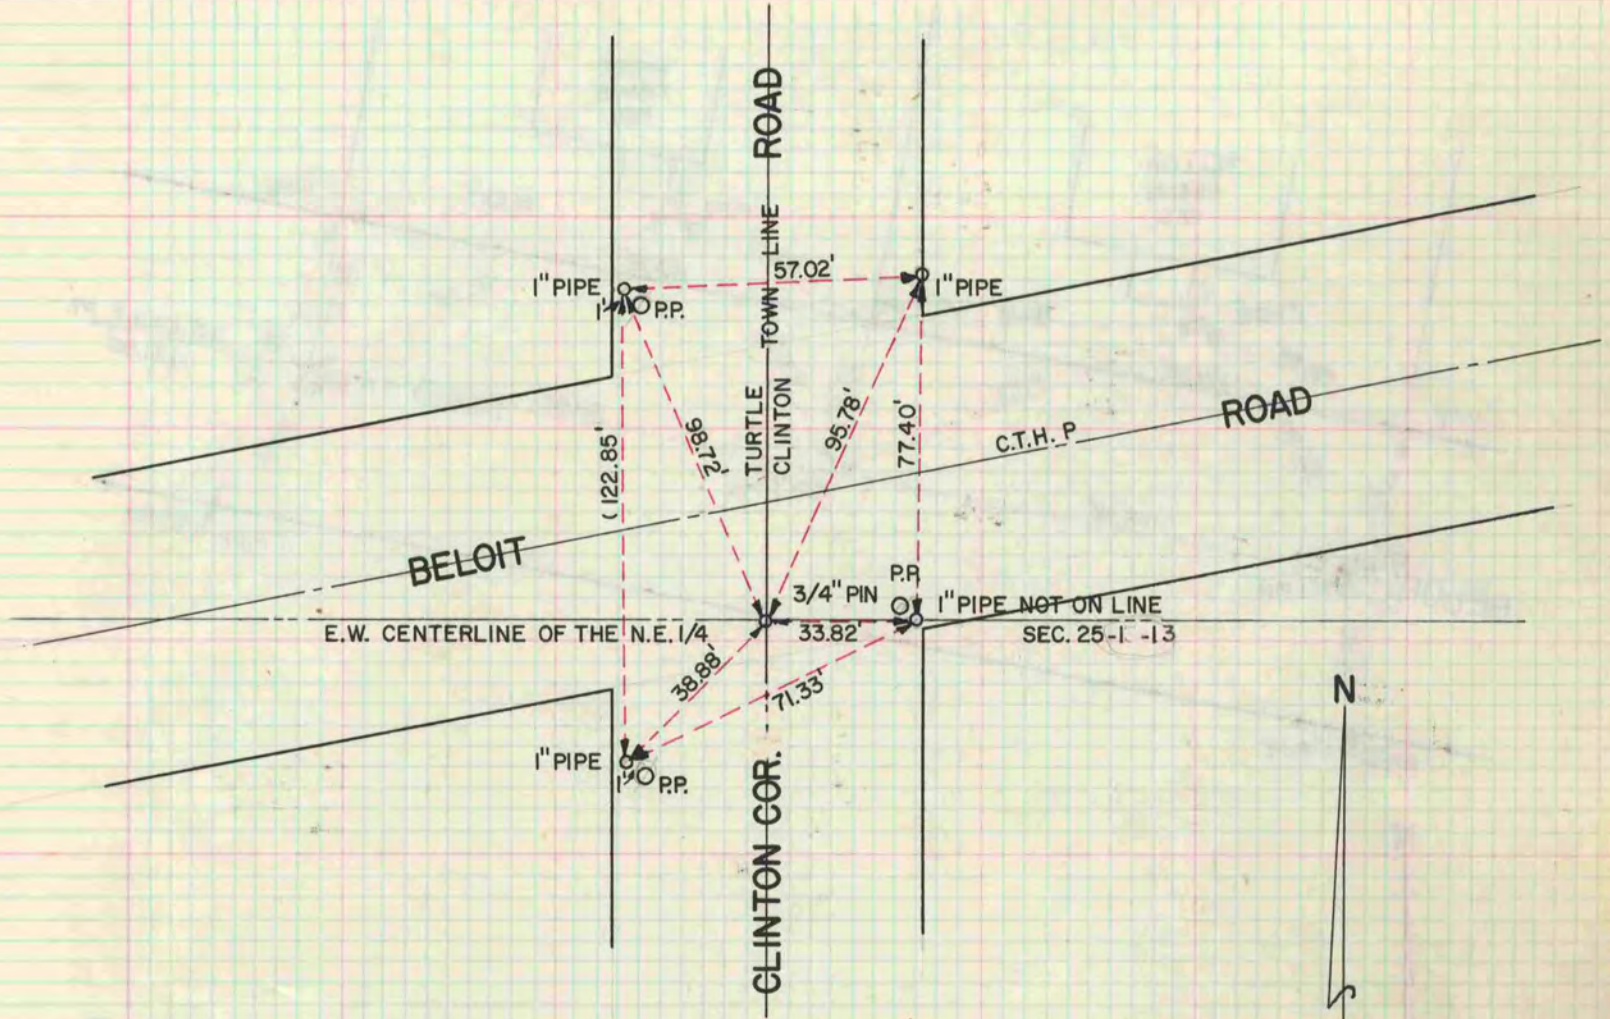 ROAD
TOWN LINE
57.02'
1" PIPE
1" PIPE
1'
P.P.
TURTLE
CLINTON
98.72'
95.78'
77.40'
(122.85'
C.T.H. P
ROAD
BELOIT
P.P.
3/4" PIN
1" PIPE NOT ON LINE
E.W. CENTERLINE OF THE N.E. 1/4
33.82'
SEC. 25-1 -13
38.88'
71.33'
N
1" PIPE
1'
P.P.
CLINTON COR.